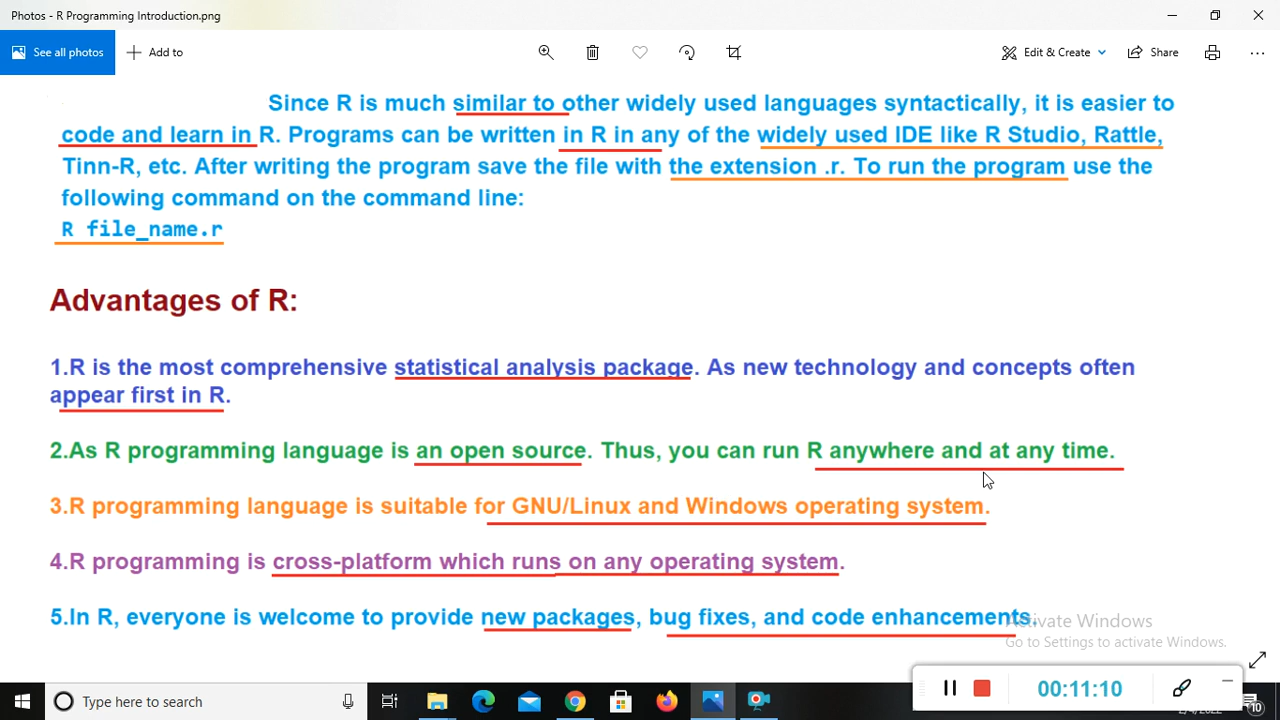 Photos - R Programming Introduction.png
See all photos
Add to
Edit & Create
Share
Since R is much similar to other widely used languages syntactically, it is easier to
code and learn in R. Programs can be written in R in any of the widely used IDE like R Studio, Rattle,
Tinn-R, etc. After writing the program save the file with the extension .r. To run the program use the
following command on the command line:
R file_name.r
Advantages of R:
1.R is the most comprehensive statistical analysis package. As new technology and concepts often
appear first in R.
2.As R programming language is an open source. Thus, you can run R anywhere and at any time.
3.R programming language is suitable for GNU/Linux and Windows operating system.
4.R programming is cross-platform which runs on any operating system.
5.In R, everyone is welcome to provide new packages, bug fixes, and code enhancements.
Activate Windows
Go to Settings to activate Windows.
00:11:10
Type here to search
10